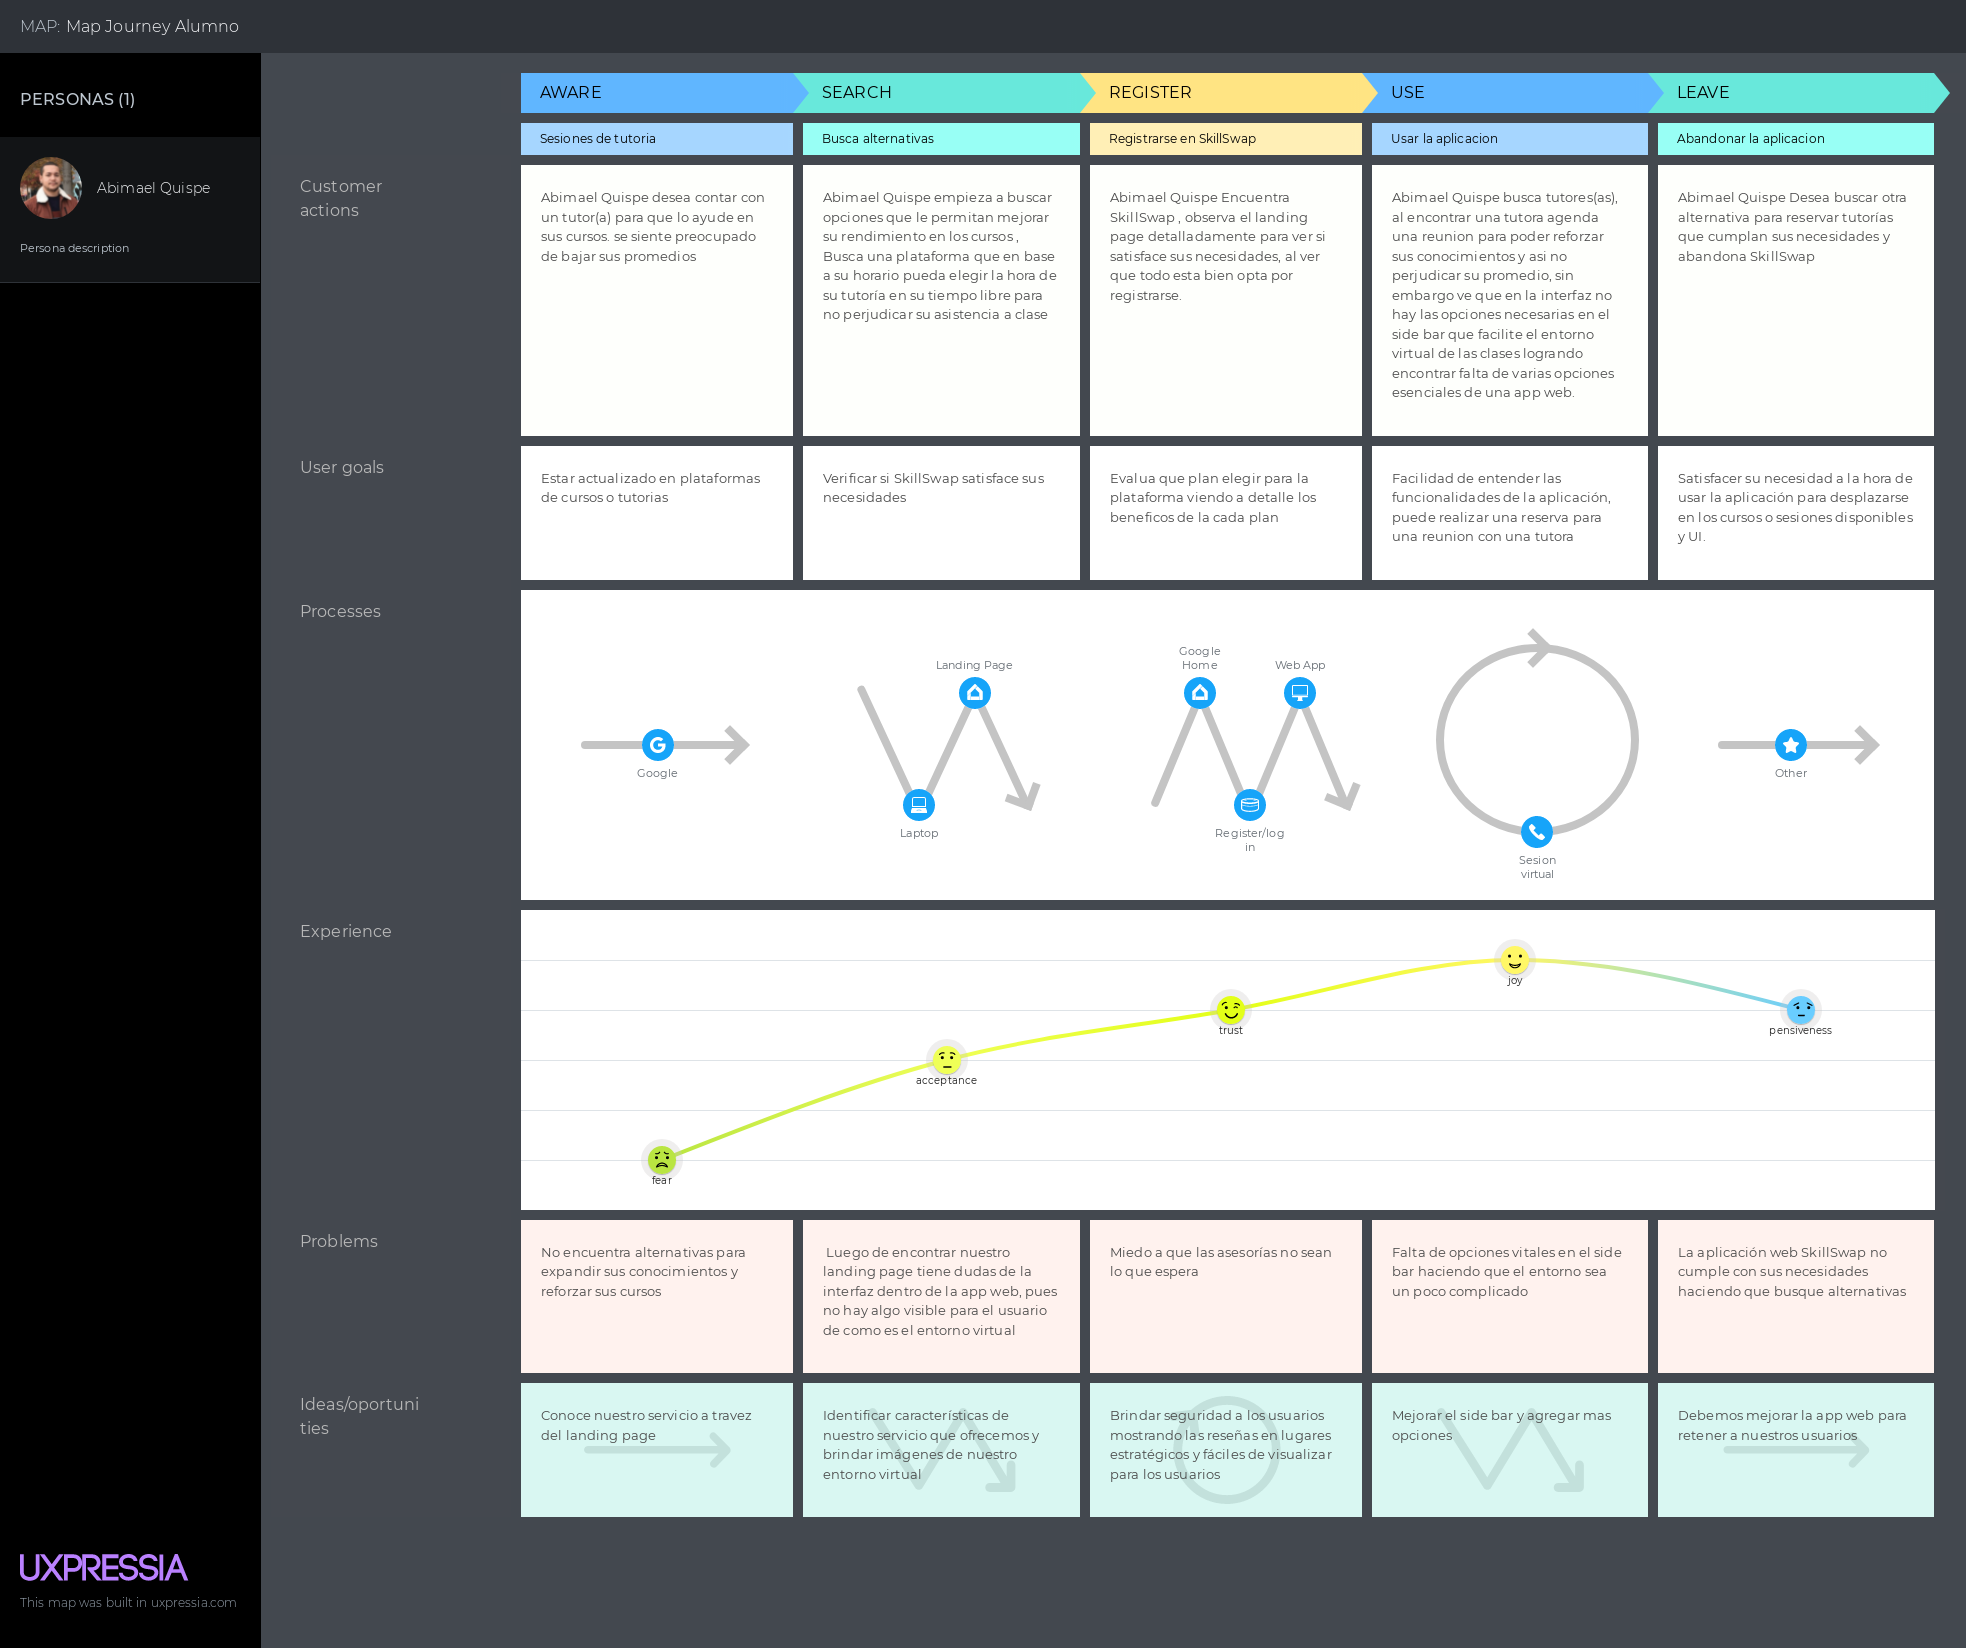 MAP: Map Journey Alumno
PERSONAS (1)
Abimael Quispe
Persona description
AWARE
SEARCH
REGISTER
USE
LEAVE
Sesiones de tutoria
Busca alternativas
Registrarse en SkillSwap
Usar la aplicacion
Abandonar la aplicacion
Customer
actions
Abimael Quispe desea contar con
un tutor(a) para que lo ayude en
sus cursos. se siente preocupado
de bajar sus promedios
Abimael Quispe empieza a buscar
opciones que le permitan mejorar
su rendimiento en los cursos ,
Busca una plataforma que en base
a su horario pueda elegir la hora de
su tutoría en su tiempo libre para
no perjudicar su asistencia a clase
Abimael Quispe Encuentra
SkillSwap , observa el landing
page detalladamente para ver si
satisface sus necesidades, al ver
que todo esta bien opta por
registrarse.
Abimael Quispe busca tutores(as),
al encontrar una tutora agenda
una reunion para poder reforzar
sus conocimientos y asi no
perjudicar su promedio, sin
embargo ve que en la interfaz no
hay las opciones necesarias en el
side bar que facilite el entorno
virtual de las clases logrando
encontrar falta de varias opciones
esenciales de una app web.
Abimael Quispe Desea buscar otra
alternativa para reservar tutorías
que cumplan sus necesidades y
abandona SkillSwap
User goals
Estar actualizado en plataformas
de cursos o tutorias
Verificar si SkillSwap satisface sus
necesidades
Evalua que plan elegir para la
plataforma viendo a detalle los
beneficos de la cada plan
Facilidad de entender las
funcionalidades de la aplicación,
puede realizar una reserva para
una reunion con una tutora
Satisfacer su necesidad a la hora de
usar la aplicación para desplazarse
en los cursos o sesiones disponibles
y UI.
Processes
Google
Landing Page
Laptop
Google
Home
Web App
Register/log
in
Sesion
virtual
Other
Experience
fear
acceptance
trust
joy
pensiveness
Problems
No encuentra alternativas para
expandir sus conocimientos y
reforzar sus cursos
Luego de encontrar nuestro
landing page tiene dudas de la
interfaz dentro de la app web, pues
no hay algo visible para el usuario
de como es el entorno virtual
Miedo a que las asesorías no sean
lo que espera
Falta de opciones vitales en el side
bar haciendo que el entorno sea
un poco complicado
La aplicación web SkillSwap no
cumple con sus necesidades
haciendo que busque alternativas
Ideas/oportuni
ties
Conoce nuestro servicio a travez
del landing page
Identificar características de
nuestro servicio que ofrecemos y
brindar imágenes de nuestro
entorno virtual
Brindar seguridad a los usuarios
mostrando las reseñas en lugares
estratégicos y fáciles de visualizar
para los usuarios
Mejorar el side bar y agregar mas
opciones
Debemos mejorar la app web para
retener a nuestros usuarios
UXPRESSIA
This map was built in uxpressia.com